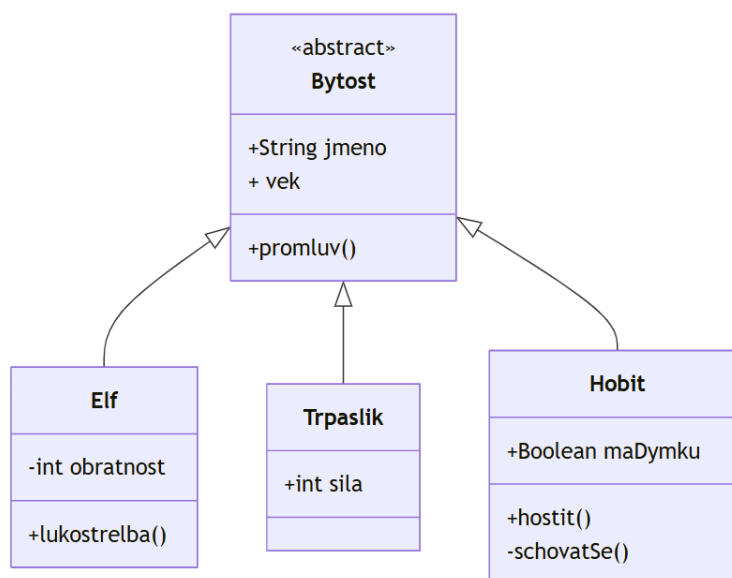 «abstract»
Bytost
+String jmeno
+ vek
+promluv()
Elf
-int obratnost
+lukostrelba()
Trpaslik
+int sila
Hobit
+Boolean maDymku
+hostit()
-schovatSe()